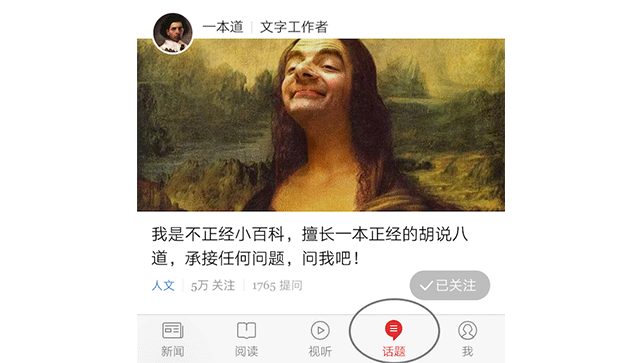 一本道 | 文字工作者
我是不正经小百科，擅长一本正经的胡说八
道，承接任何问题，问我吧！
人文 | 5万 关注 | 1765 提问
已关注
新闻 阅读 视听 话题 我